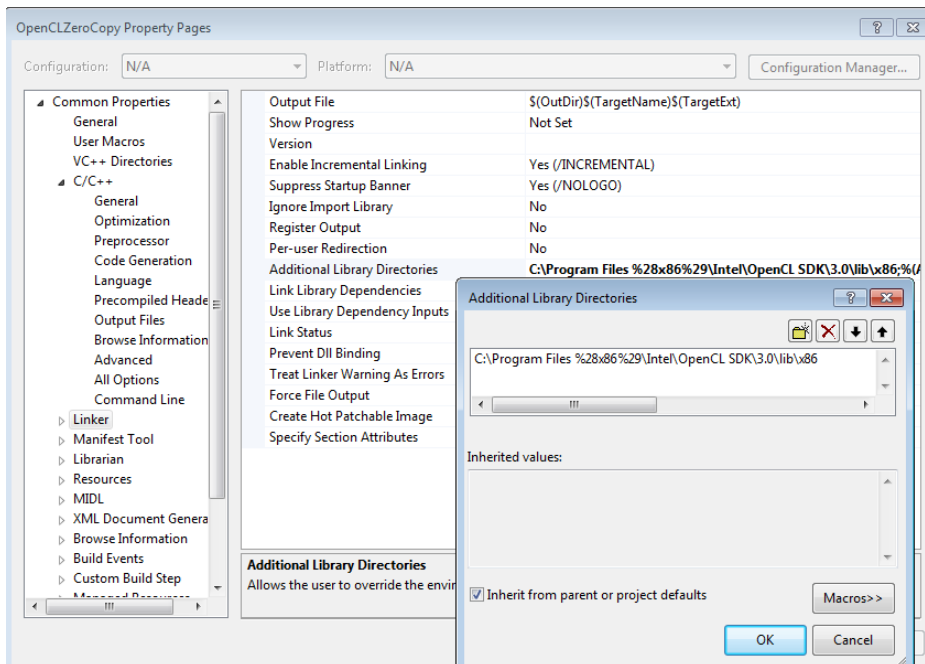 OpenCLZeroCopy Property Pages
Configuration: N/A Platform: N/A Configuration Manager...
Common Properties
General
User Macros
VC++ Directories
C/C++
General
Optimization
Preprocessor
Code Generation
Language
Precompiled Heade
Output Files
Browse Information
Advanced
All Options
Command Line
Linker
Manifest Tool
Librarian
Resources
MIDL
XML Document Genera
Browse Information
Build Events
Custom Build Step
Output File $(OutDir)$(TargetName)$(TargetExt)
Show Progress Not Set
Version
Enable Incremental Linking Yes (/INCREMENTAL)
Suppress Startup Banner Yes (/NOLOGO)
Ignore Import Library No
Register Output No
Per-user Redirection No
Additional Library Directories C:\Program Files %28x86%29\Intel\OpenCL SDK\3.0\lib\x86;%(A
Link Library Dependencies
Use Library Dependency Inputs
Link Status
Prevent Dll Binding
Treat Linker Warning As Errors
Force File Output
Create Hot Patchable Image
Specify Section Attributes
Additional Library Directories
Allows the user to override the envir
Additional Library Directories
C:\Program Files %28x86%29\Intel\OpenCL SDK\3.0\lib\x86
Inherited values:
Inherit from parent or project defaults
Macros>>
OK Cancel